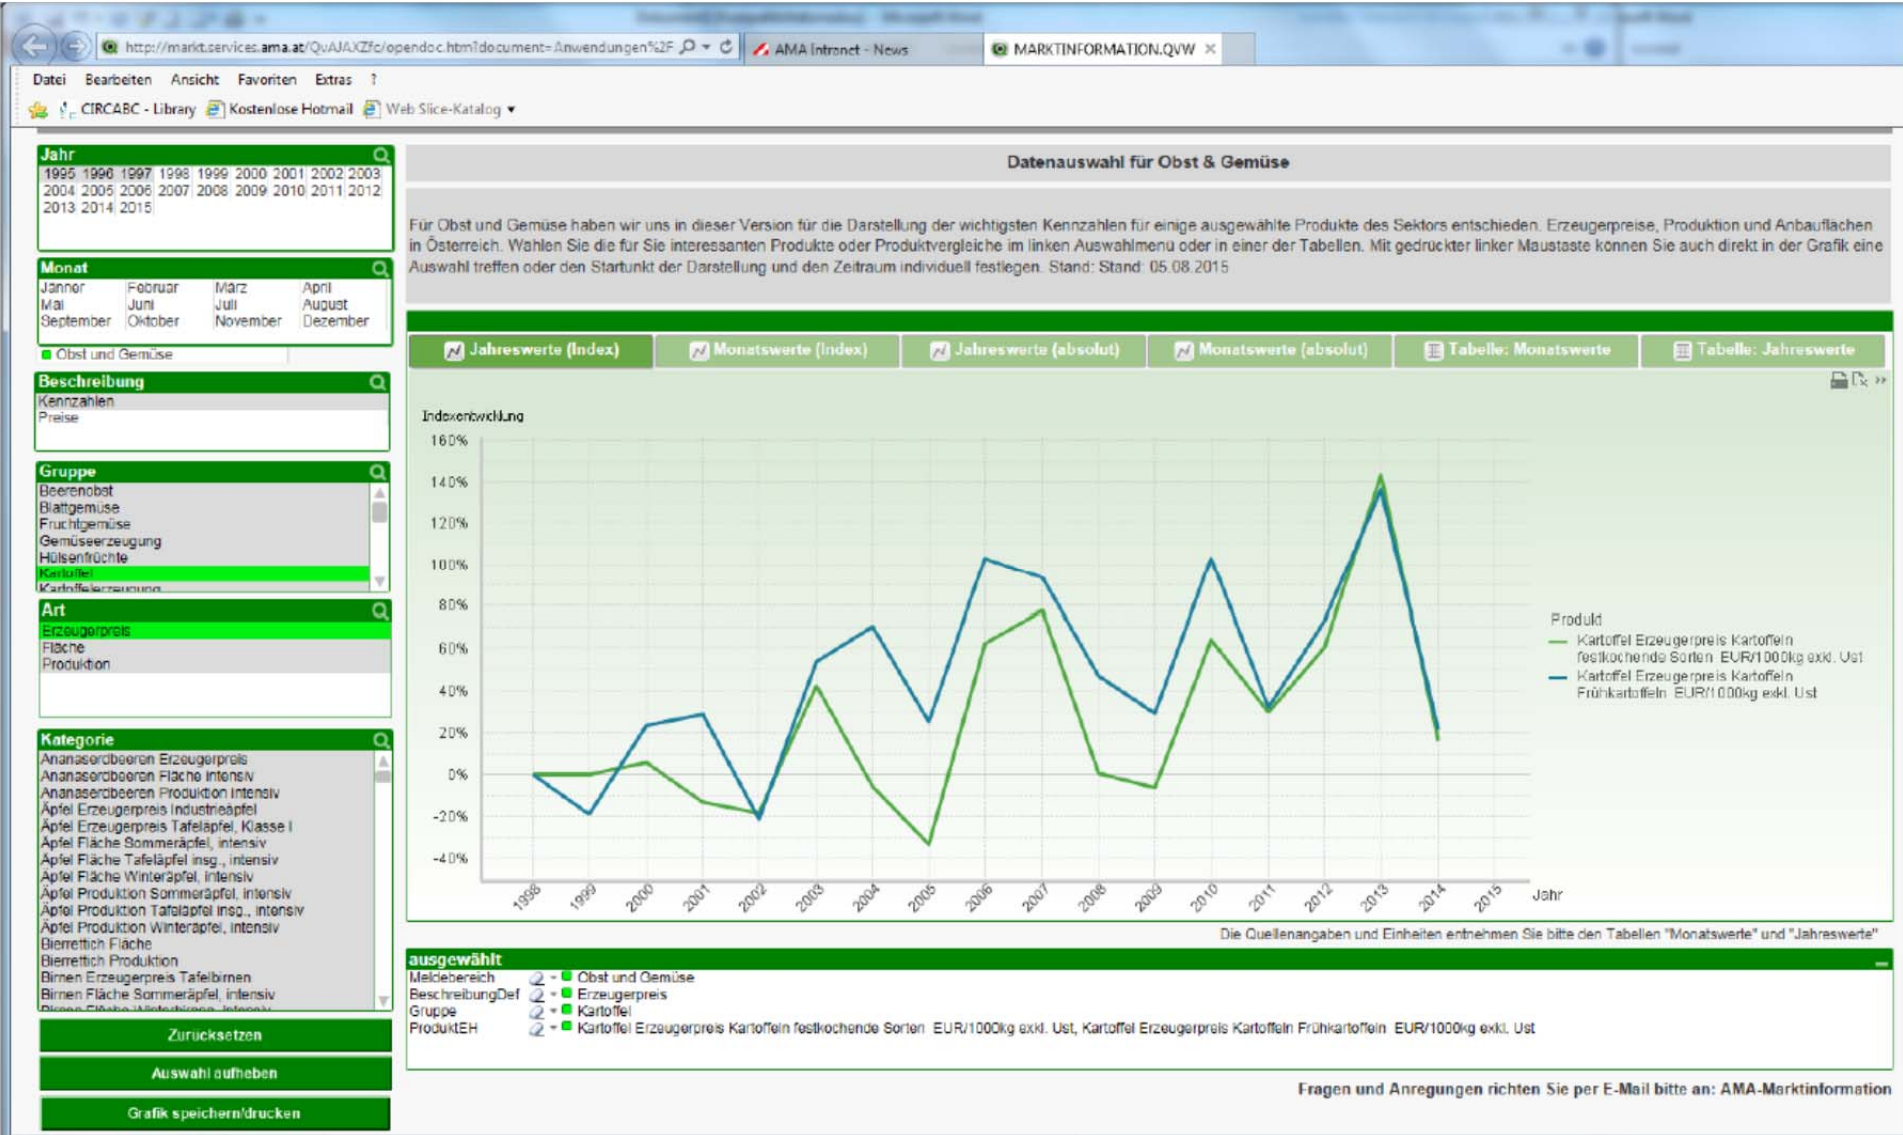 http://markt.services.ama.at/QvAJAXZfc/opendoc.htm?document=Anwendungen%2F
AMA Intranet - News
MARKTINFORMATION.QVW
Datei Bearbeiten Ansicht Favoriten Extras ?
CIRCABC - Library Kostenlose Hotmail Web Slice-Katalog
Jahr
1995 1996 1997 1998 1999 2000 2001 2002 2003
2004 2005 2006 2007 2008 2009 2010 2011 2012
2013 2014 2015
Monat
Jänner Februar März April
Mai Juni Juli August
September Oktober November Dezember
Obst und Gemüse
Beschreibung
Kennzahlen
Preise
Gruppe
Beerenobst
Blattgemüse
Fruchtgemüse
Gemüseerzeugung
Hülsenfrüchte
Kartoffel
Kartoffelerzeugung
Art
Erzeugerpreis
Fläche
Produktion
Kategorie
Ananaserdbeeren Erzeugerpreis
Ananaserdbeeren Fläche intensiv
Ananaserdbeeren Produktion intensiv
Äpfel Erzeugerpreis Industrieäpfel
Äpfel Erzeugerpreis Tafeläpfel, Klasse I
Äpfel Fläche Sommeräpfel, intensiv
Äpfel Fläche Tafeläpfel insg., intensiv
Äpfel Fläche Winteräpfel, intensiv
Äpfel Produktion Sommeräpfel, intensiv
Äpfel Produktion Tafeläpfel insg., intensiv
Äpfel Produktion Winteräpfel, intensiv
Bierrettich Fläche
Bierrettich Produktion
Birnen Erzeugerpreis Tafelbirnen
Birnen Fläche Sommeräpfel, intensiv
Zurücksetzen
Auswahl aufheben
Grafik speichern/drucken
Datenauswahl für Obst & Gemüse
Für Obst und Gemüse haben wir uns in dieser Version für die Darstellung der wichtigsten Kennzahlen für einige ausgewählte Produkte des Sektors entschieden. Erzeugerpreise, Produktion und Anbauflächen
in Österreich. Wählen Sie die für Sie interessanten Produkte oder Produktvergleiche im linken Auswahlmenü oder in einer der Tabellen. Mit gedrückter linker Maustaste können Sie auch direkt in der Grafik eine
Auswahl treffen oder den Startunkt der Darstellung und den Zeitraum individuell festlegen. Stand: Stand: 05.08.2015
Jahreswerte (Index) Monatswerte (Index) Jahreswerte (absolut) Monatswerte (absolut) Tabelle: Monatswerte Tabelle: Jahreswerte
Indexentwicklung
160%
140%
120%
100%
80%
60%
40%
20%
0%
-20%
-40%
1998 1999 2000 2001 2002 2003 2004 2005 2006 2007 2008 2009 2010 2011 2012 2013 2014 2015
Jahr
Produkt
Kartoffel Erzeugerpreis Kartoffeln
festkochende Sorten EUR/1000kg exkl. Ust
Kartoffel Erzeugerpreis Kartoffeln
Frühkartoffeln EUR/1000kg exkl. Ust
Die Quellenangaben und Einheiten entnehmen Sie bitte den Tabellen "Monatswerte" und "Jahreswerte"
ausgewählt
Meldebereich Obst und Gemüse
BeschreibungDef Erzeugerpreis
Gruppe Kartoffel
ProduktEH Kartoffel Erzeugerpreis Kartoffeln festkochende Sorten EUR/1000kg exkl. Ust, Kartoffel Erzeugerpreis Kartoffeln Frühkartoffeln EUR/1000kg exkl. Ust
Fragen und Anregungen richten Sie per E-Mail bitte an: AMA-Marktinformation